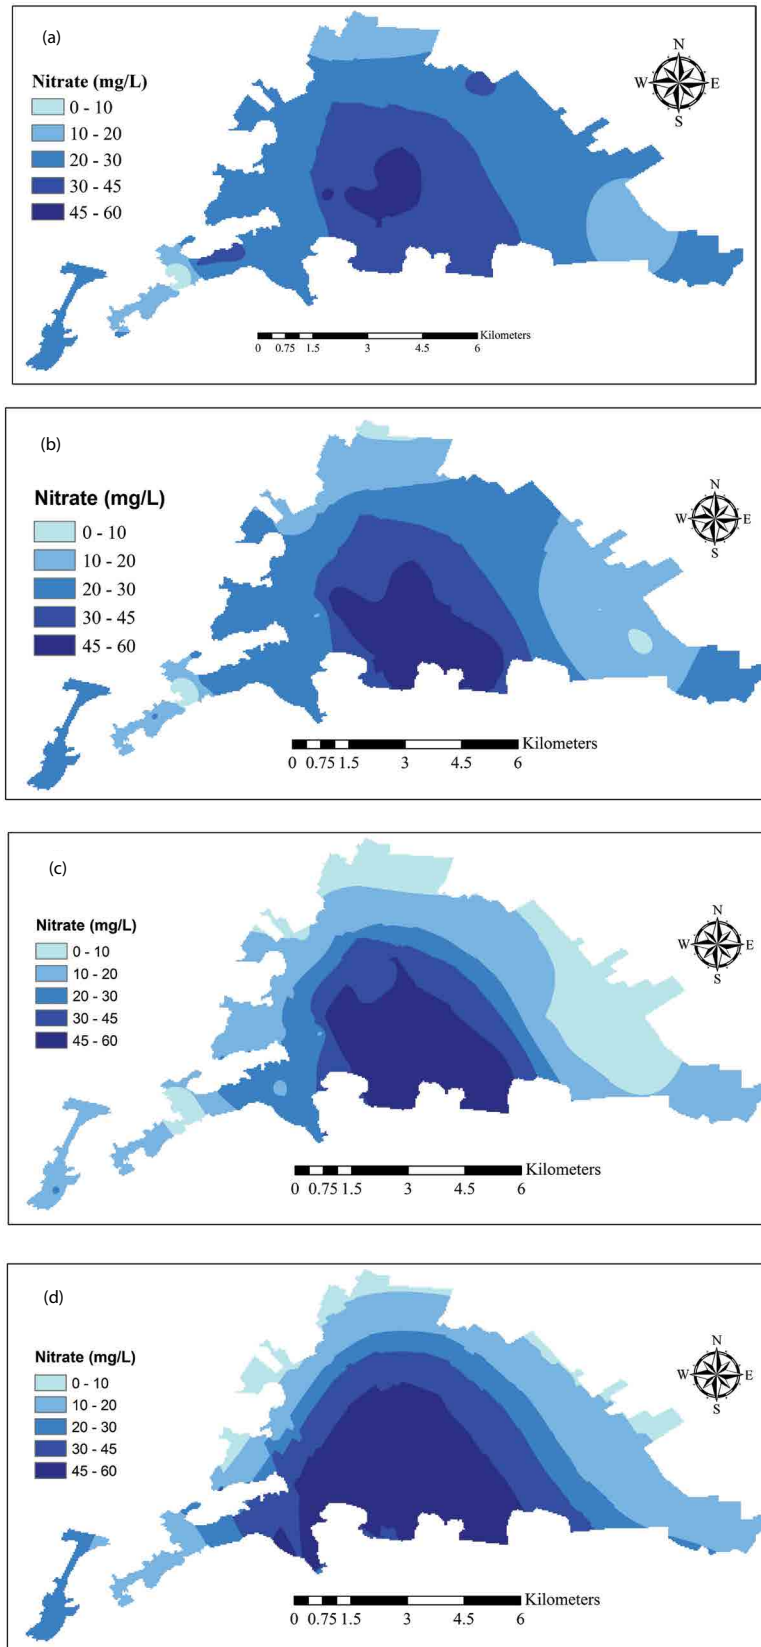 (a)
Nitrate (mg/L)
0 - 10
10 - 20
20 - 30
30 - 45
45 - 60
N
W E
S
Kilometers
0 0.75 1.5 3 4.5 6
(b)
Nitrate (mg/L)
0 - 10
10 - 20
20 - 30
30 - 45
45 - 60
N
W E
S
Kilometers
0 0.75 1.5 3 4.5 6
(c)
Nitrate (mg/L)
0 - 10
10 - 20
20 - 30
30 - 45
45 - 60
N
W E
S
Kilometers
0 0.75 1.5 3 4.5 6
(d)
Nitrate (mg/L)
0 - 10
10 - 20
20 - 30
30 - 45
45 - 60
N
W E
S
Kilometers
0 0.75 1.5 3 4.5 6